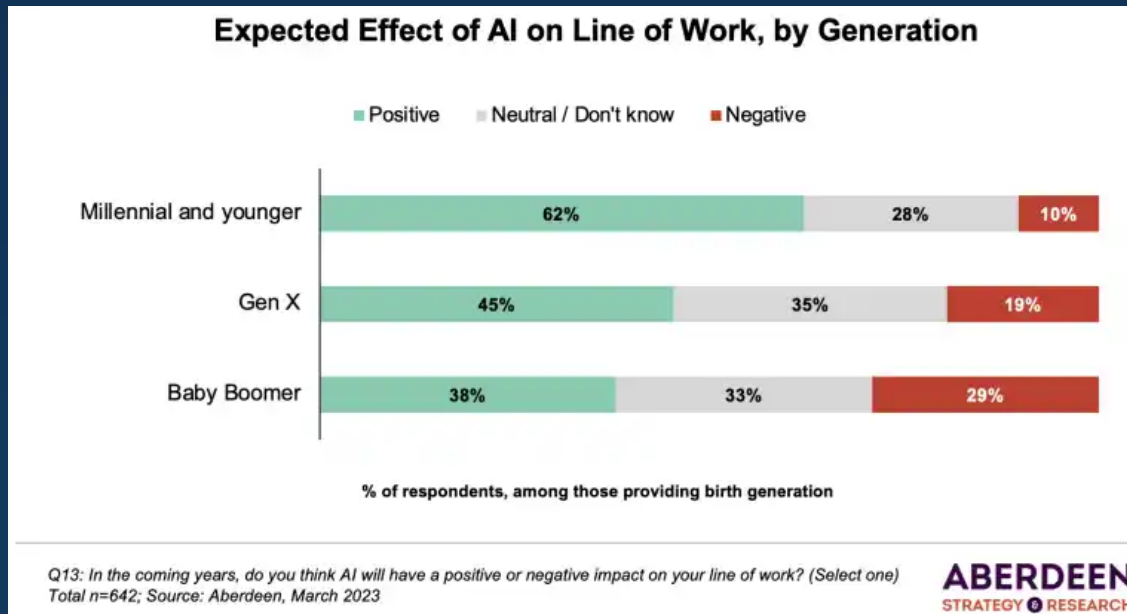 Expected Effect of AI on Line of Work, by Generation
Positive Neutral / Don't know Negative
Millennial and younger 62% 28% 10%
Gen X 45% 35% 19%
Baby Boomer 38% 33% 29%
% of respondents, among those providing birth generation
Q13: In the coming years, do you think AI will have a positive or negative impact on your line of work? (Select one)
Total n=642; Source: Aberdeen, March 2023
ABERDEEN
STRATEGY & RESEARCH